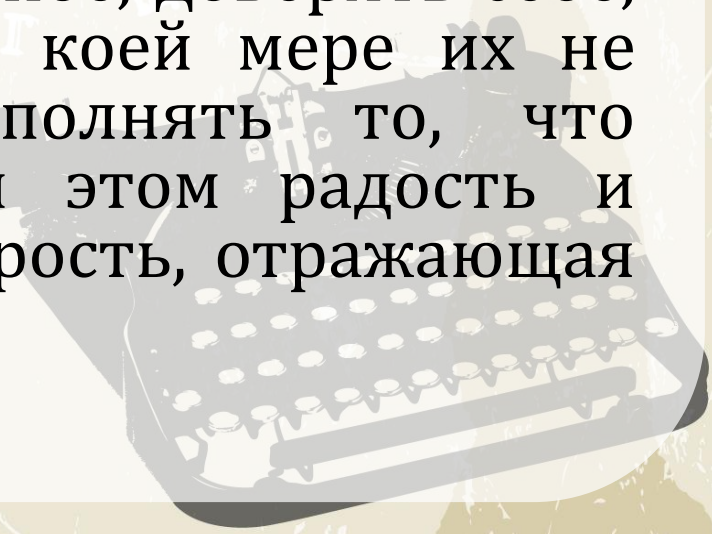 коей мере их не
полнять то, что
этом радость и
рость, отражающая